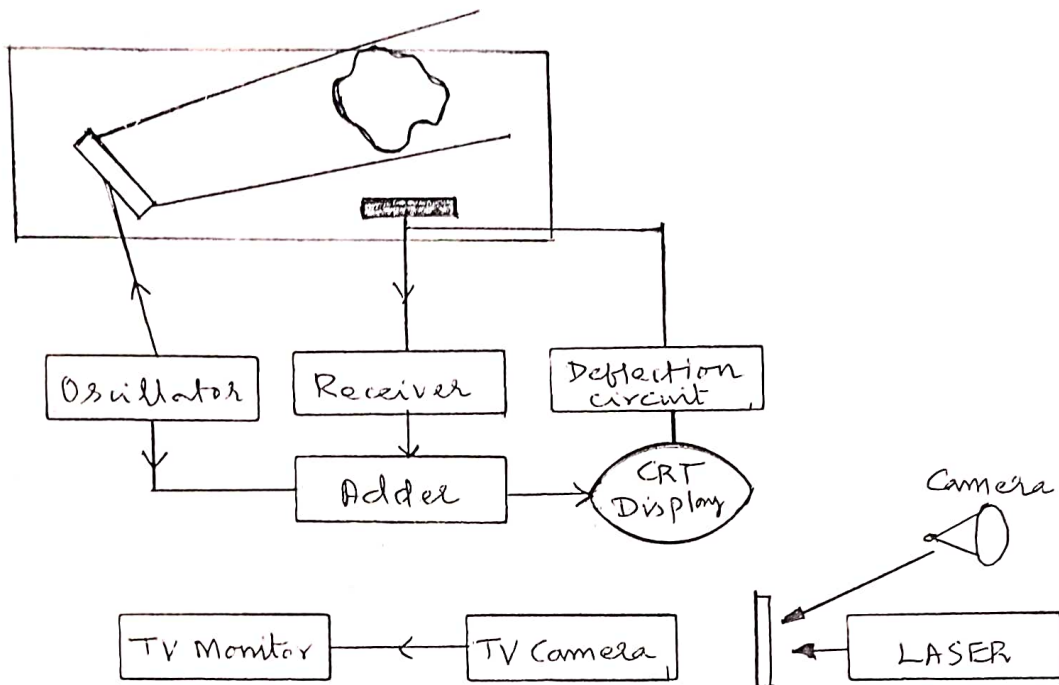 Oscillator
Receiver
Deflection
circuit
Adder
CRT
Display
Camera
TV Monitor
TV Camera
LASER